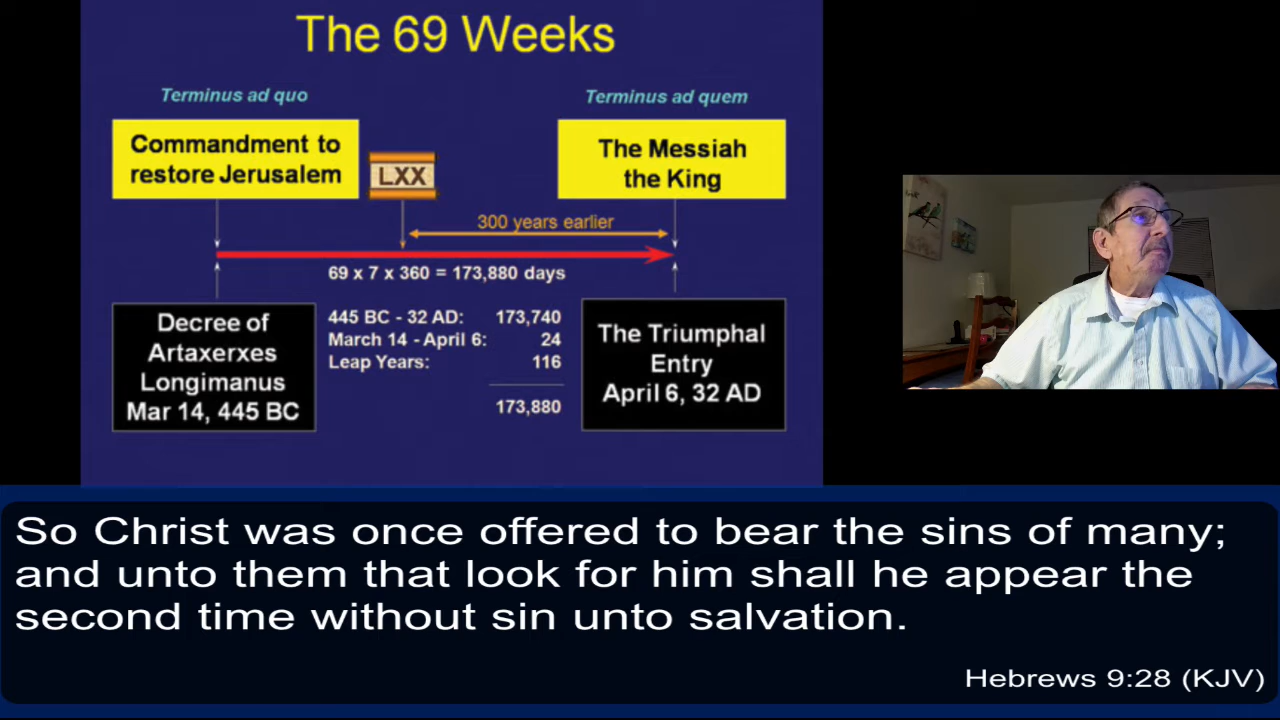 The 69 Weeks
Terminus ad quo
Terminus ad quem
Commandment to
restore Jerusalem
LXX
The Messiah
the King
300 years earlier
69 x 7 x 360 = 173,880 days
Decree of
Artaxerxes
Longimanus
Mar 14, 445 BC
445 BC - 32 AD: 173,740
March 14 - April 6: 24
Leap Years: 116
173,880
The Triumphal
Entry
April 6, 32 AD
So Christ was once offered to bear the sins of many;
and unto them that look for him shall he appear the
second time without sin unto salvation.
Hebrews 9:28 (KJV)